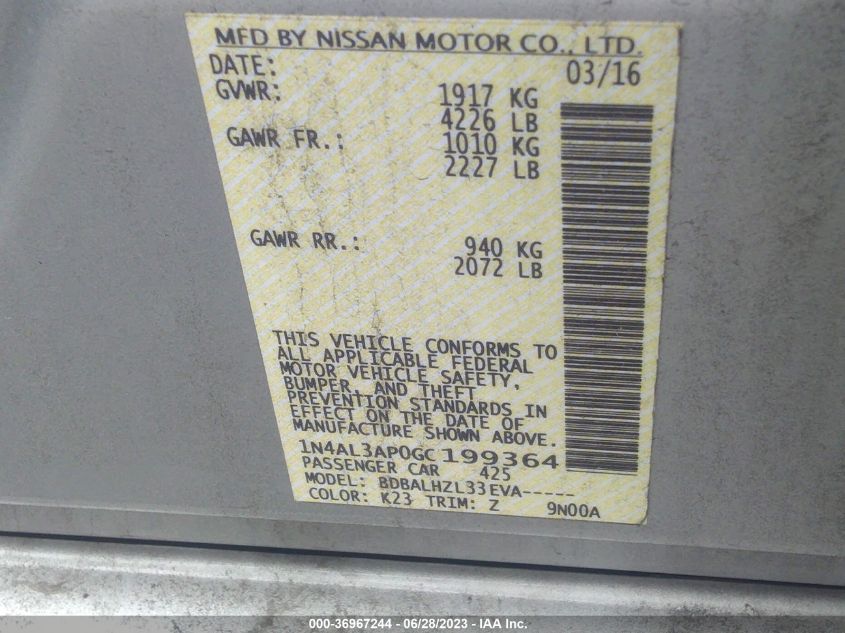 MFD BY NISSAN MOTOR CO., LTD.
DATE: 03/16
GVWR: 1917 KG
4226 LB
GAWR FR.: 1010 KG
2227 LB
GAWR RR.: 940 KG
2072 LB
THIS VEHICLE CONFORMS TO
ALL APPLICABLE FEDERAL
MOTOR VEHICLE SAFETY,
BUMPER, AND THEFT
PREVENTION STANDARDS IN
EFFECT ON THE DATE OF
MANUFACTURE SHOWN ABOVE.
1N4AL3AP0GC199364
PASSENGER CAR 425
MODEL: BDBALHZL33EVA-----
COLOR: K23 TRIM: Z 9N00A
000-36967244 - 06/28/2023 - IAA Inc.